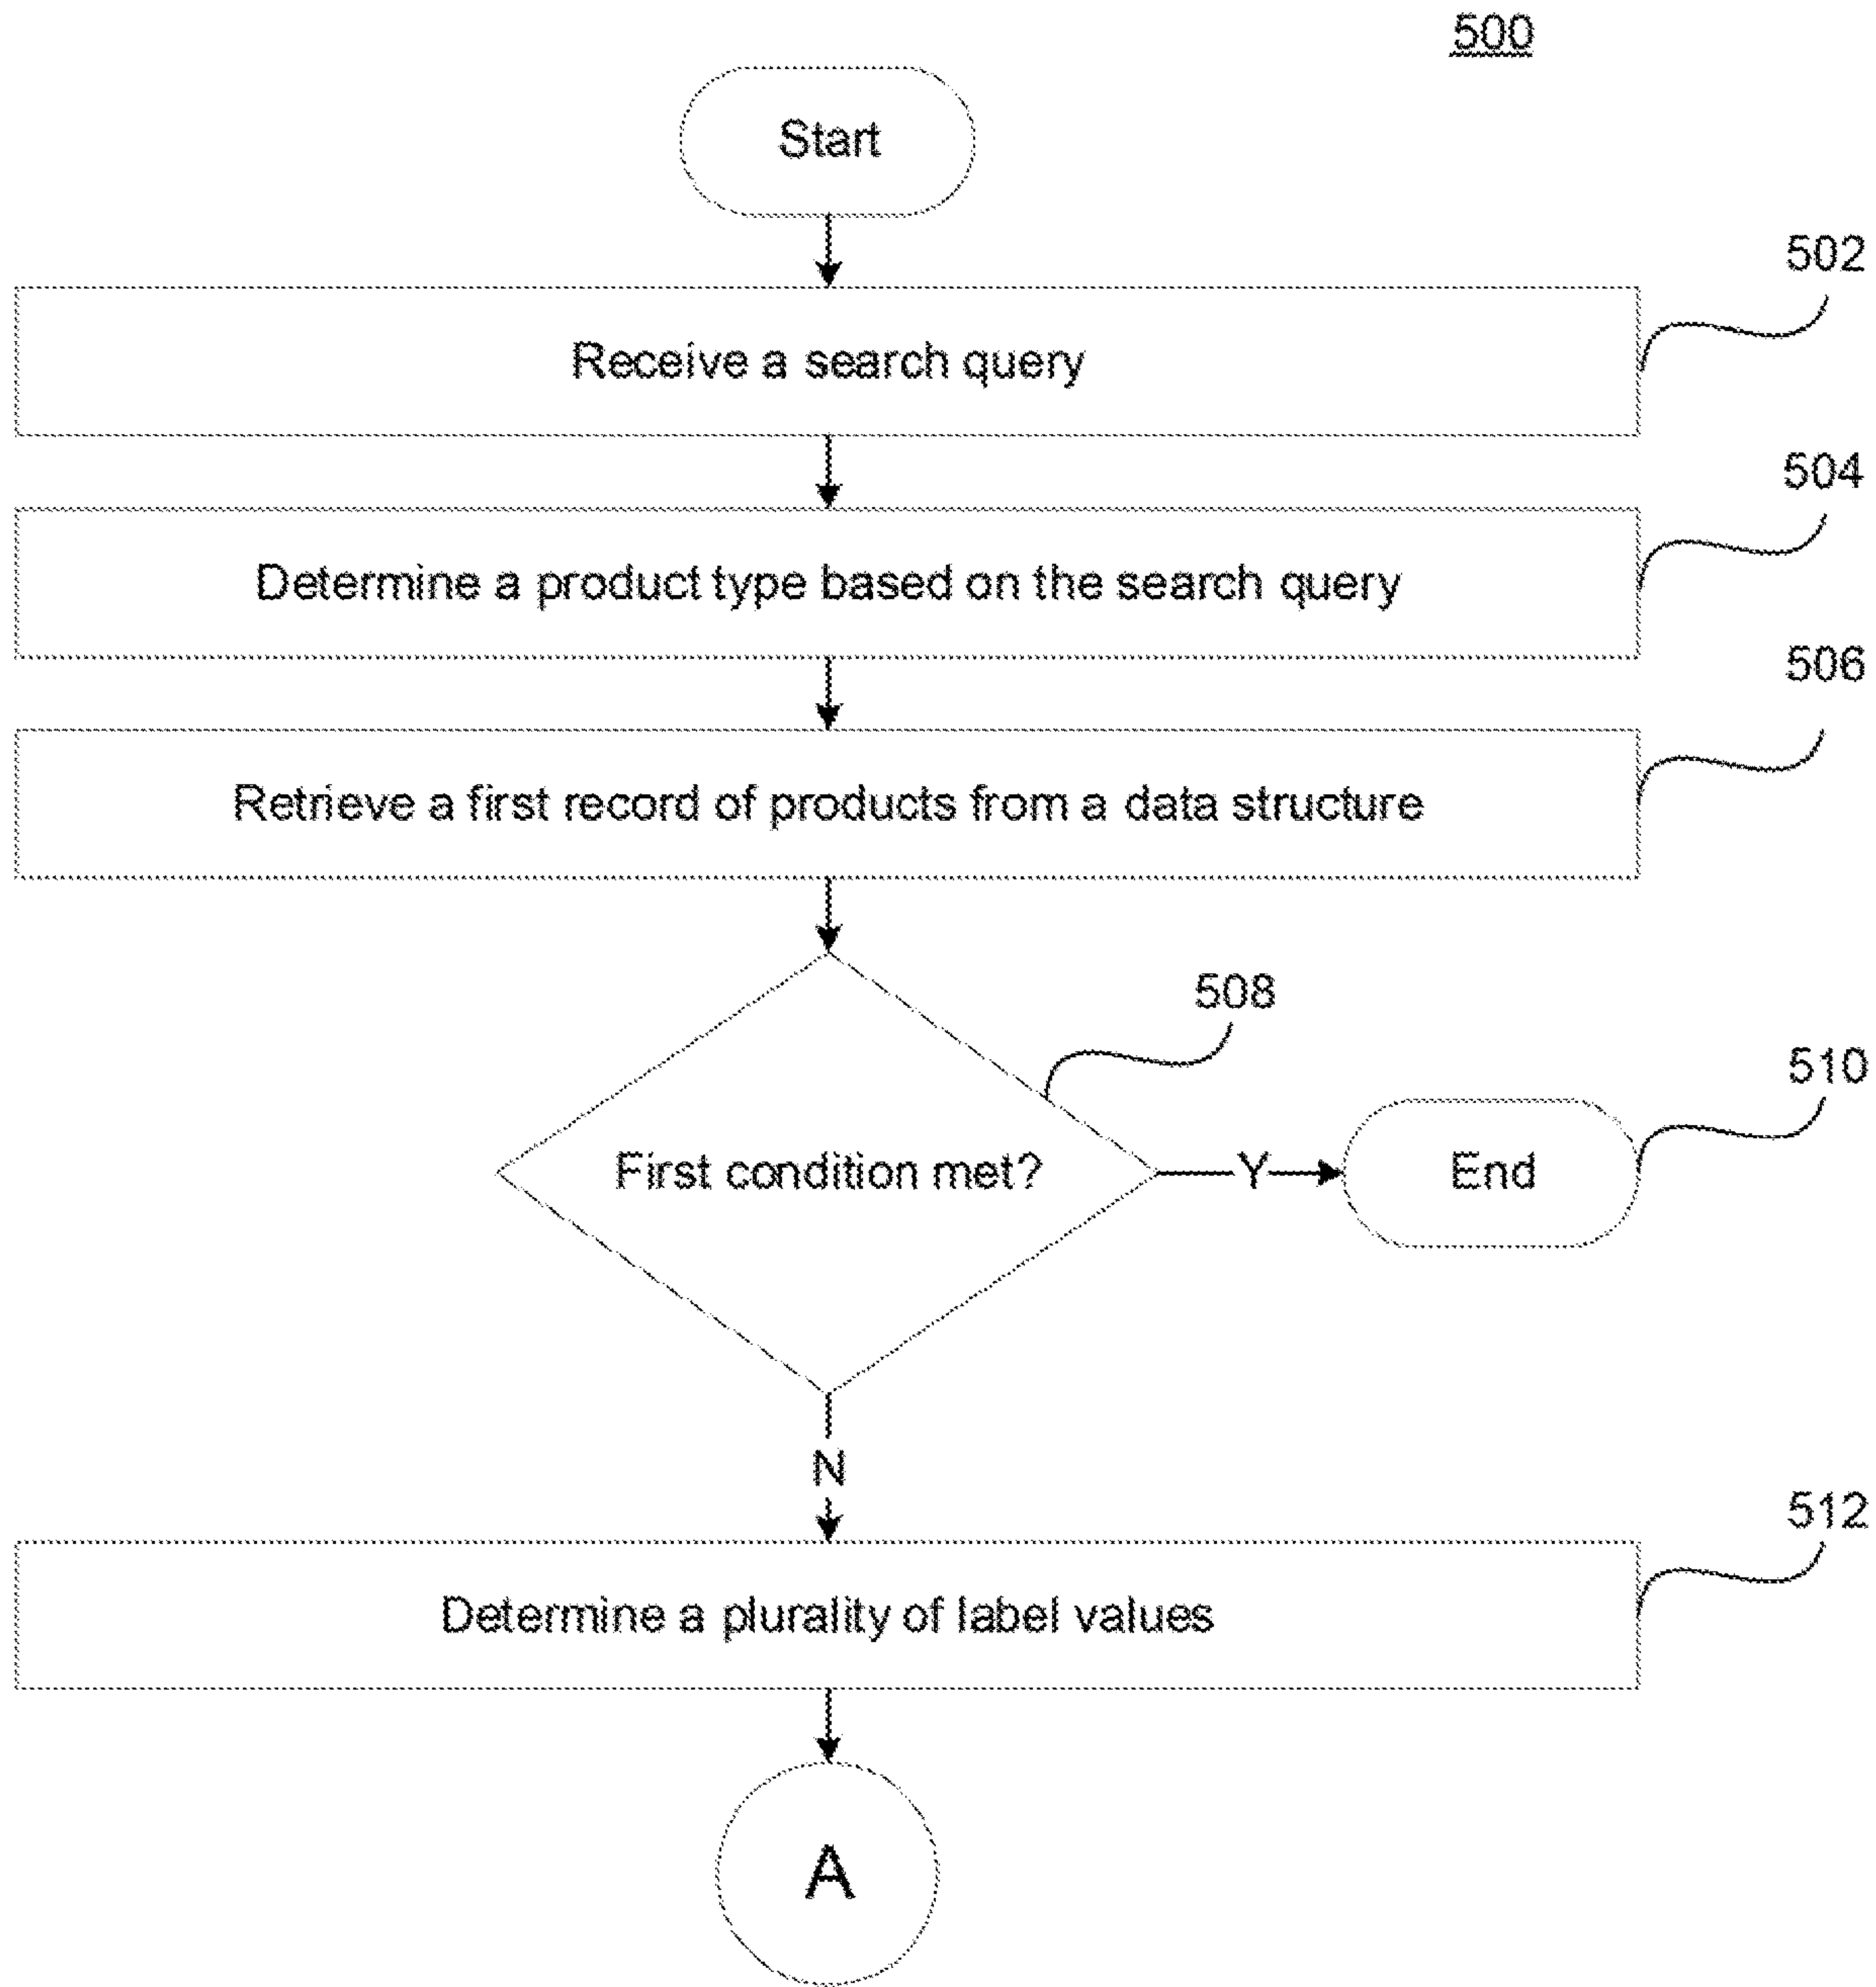 500
Start
502
Receive a search query
504
Determine a product type based on the search query
506
Retrieve a first record of products from a data structure
508
First condition met?
Y
510
End
N
512
Determine a plurality of label values
A